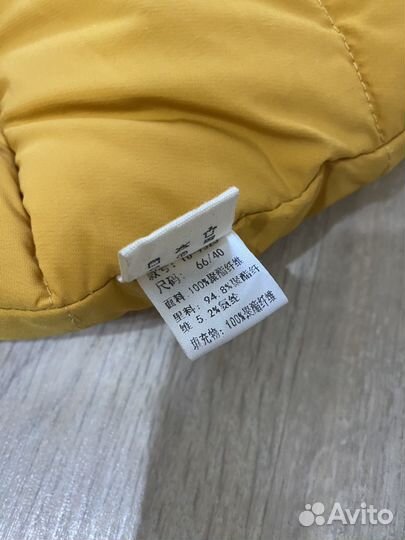 尺码: 66/40
面料:100%聚酯纤维
里料:94.8%聚酯纤
维 5.2%氨纶
填充物:100%聚酯纤维
Avito